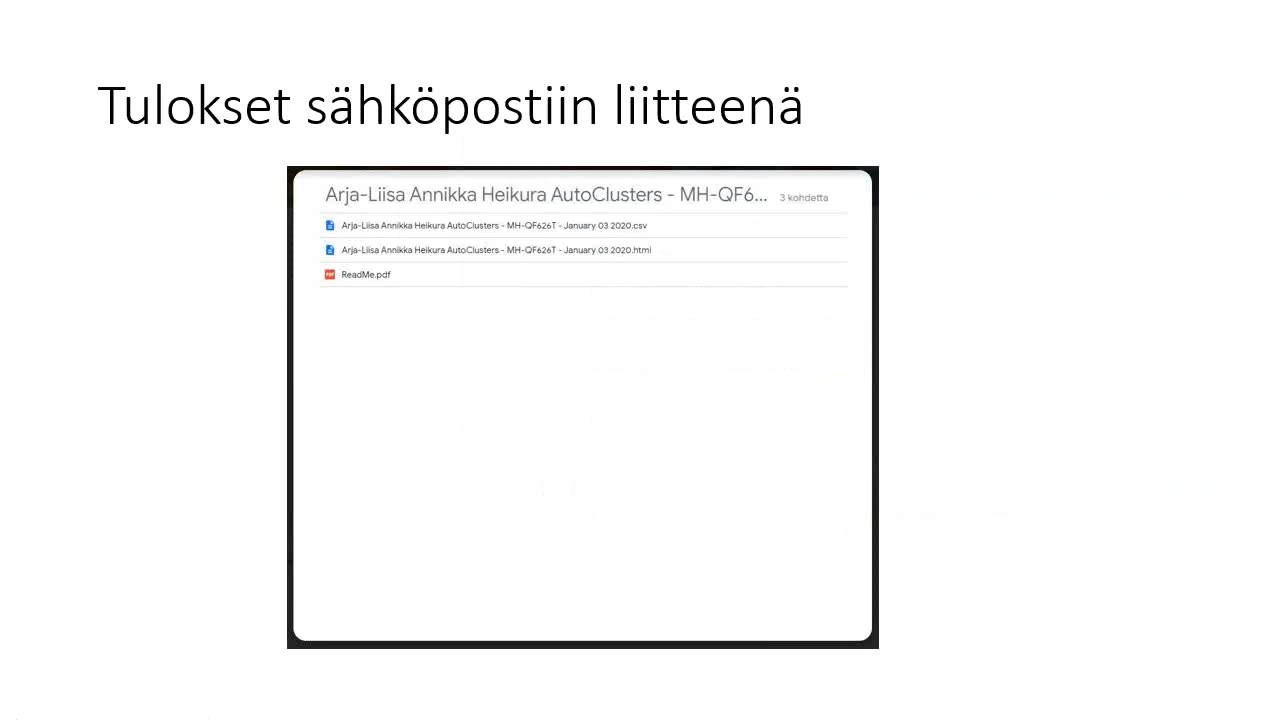 Tulokset sähköpostiin liitteenä
Arja-Liisa Annikka Heikura AutoClusters - MH-QF6... 3 kohdetta
Arja-Liisa Annikka Heikura AutoClusters - MH-QF626T - January 03 2020.csv
Arja-Liisa Annikka Heikura AutoClusters - MH-QF626T - January 03 2020.html
PDF ReadMe.pdf